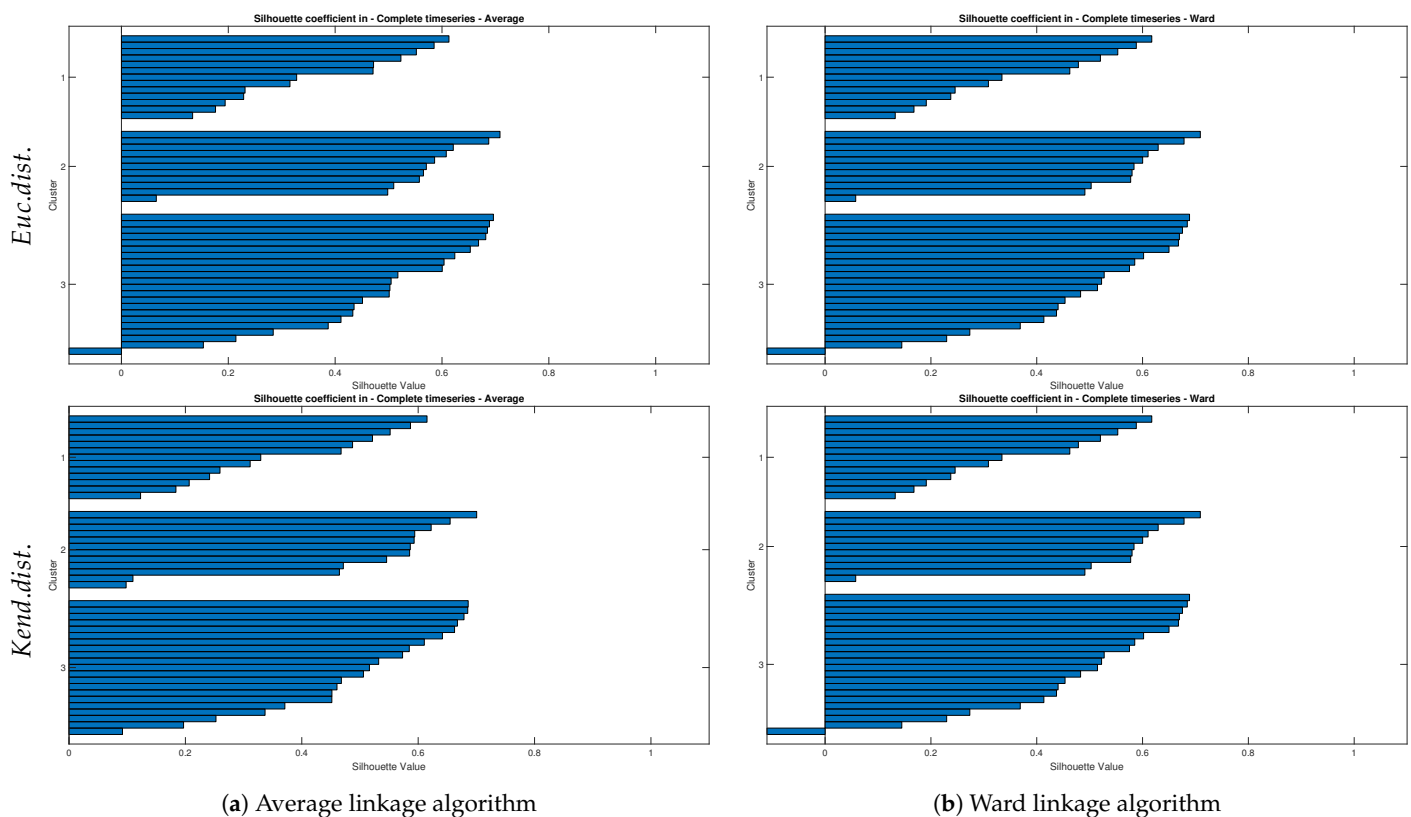 Silhouette coefficient in - Complete timeseries - Average
Euc.dist.
Cluster
1
2
3
0 0.2 0.4 0.6 0.8 1
Silhouette Value
Silhouette coefficient in - Complete timeseries - Ward
Cluster
1
2
3
0 0.2 0.4 0.6 0.8 1
Silhouette Value
Silhouette coefficient in - Complete timeseries - Average
Kend.dist.
Cluster
1
2
3
0 0.2 0.4 0.6 0.8 1
Silhouette Value
Silhouette coefficient in - Complete timeseries - Ward
Cluster
1
2
3
0 0.2 0.4 0.6 0.8 1
Silhouette Value
(a) Average linkage algorithm
(b) Ward linkage algorithm